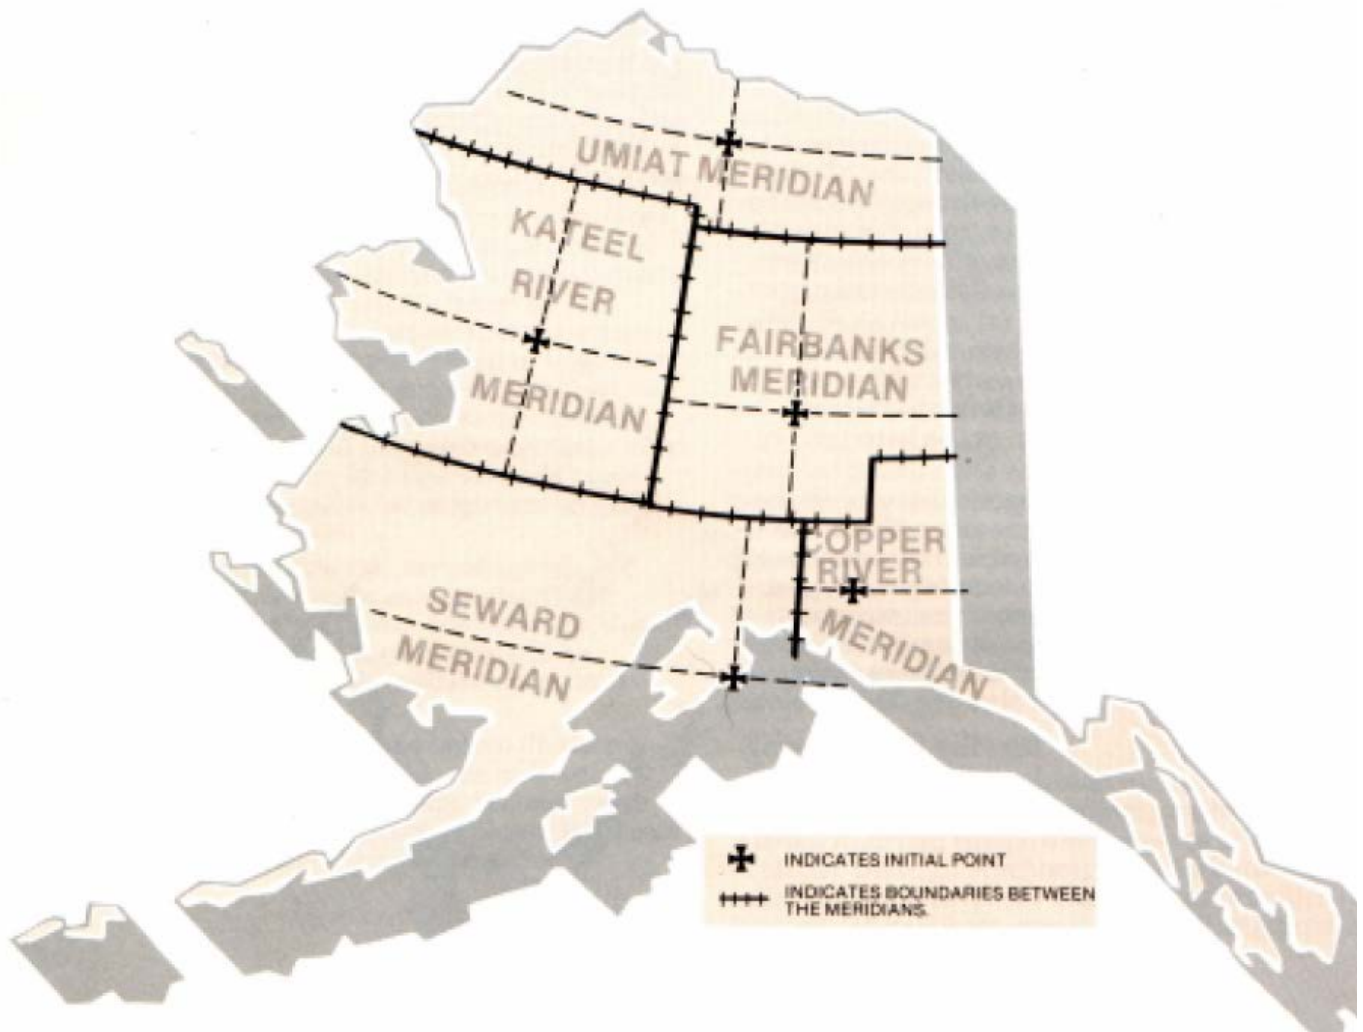 UMIAT MERIDIAN
KATEEL
RIVER
MERIDIAN
FAIRBANKS
MERIDIAN
COPPER
RIVER
MERIDIAN
SEWARD
MERIDIAN
INDICATES INITIAL POINT
INDICATES BOUNDARIES BETWEEN
THE MERIDIANS.